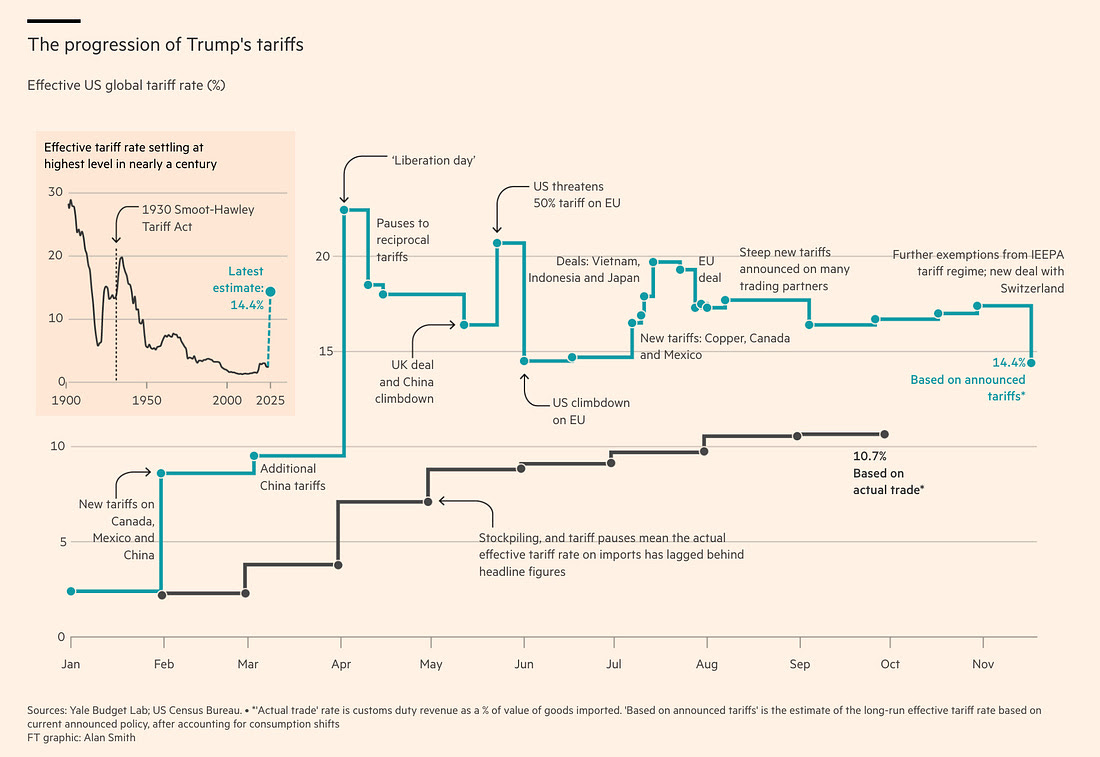 The progression of Trump's tariffs
Effective US global tariff rate (%)
Effective tariff rate settling at
highest level in nearly a century
30
20
10
0
1900
1950
2000
2025
1930 Smoot-Hawley
Tariff Act
Latest
estimate:
14.4%
'Liberation day'
Pauses to
reciprocal
tariffs
US threatens
50% tariff on EU
Deals: Vietnam,
Indonesia and Japan
EU
deal
Steep new tariffs
announced on many
trading partners
Further exemptions from IEEPA
tariff regime; new deal with
Switzerland
20
15
New tariffs: Copper, Canada
and Mexico
UK deal
and China
climbdown
US climbdown
on EU
14.4%
Based on announced
tariffs*
10
Additional
China tariffs
10.7%
Based on
actual trade*
New tariffs on
Canada,
Mexico and
China
5
Stockpiling, and tariff pauses mean the actual
effective tariff rate on imports has lagged behind
headline figures
0
Jan
Feb
Mar
Apr
May
Jun
Jul
Aug
Sep
Oct
Nov
Sources: Yale Budget Lab; US Census Bureau. • *'Actual trade' rate is customs duty revenue as a % of value of goods imported. 'Based on announced tariffs' is the estimate of the long-run effective tariff rate based on
current announced policy, after accounting for consumption shifts
FT graphic: Alan Smith